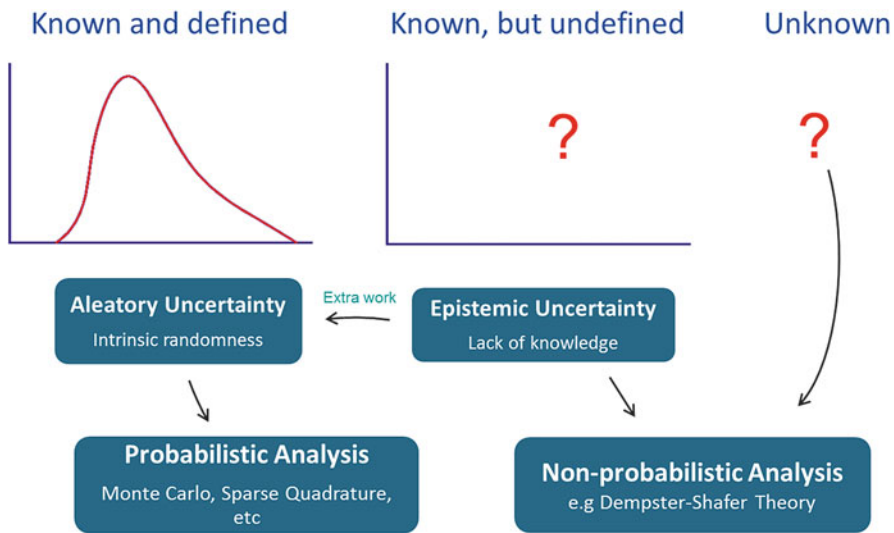 Known and defined
Known, but undefined
Unknown
?
?
Aleatory Uncertainty
Intrinsic randomness
Extra work
Epistemic Uncertainty
Lack of knowledge
Probabilistic Analysis
Monte Carlo, Sparse Quadrature,
etc
Non-probabilistic Analysis
e.g Dempster-Shafer Theory